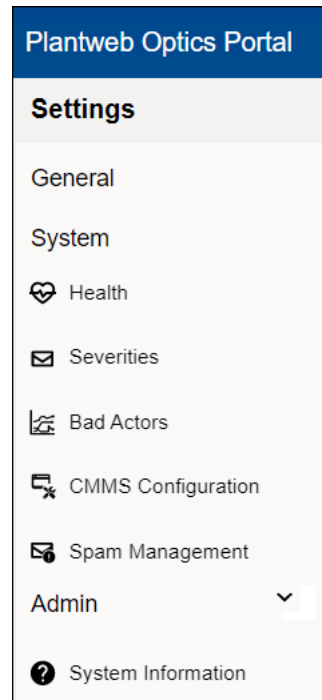 Plantweb Optics Portal
Settings
General
System
Health
Severities
Bad Actors
CMMS Configuration
Spam Management
Admin
System Information